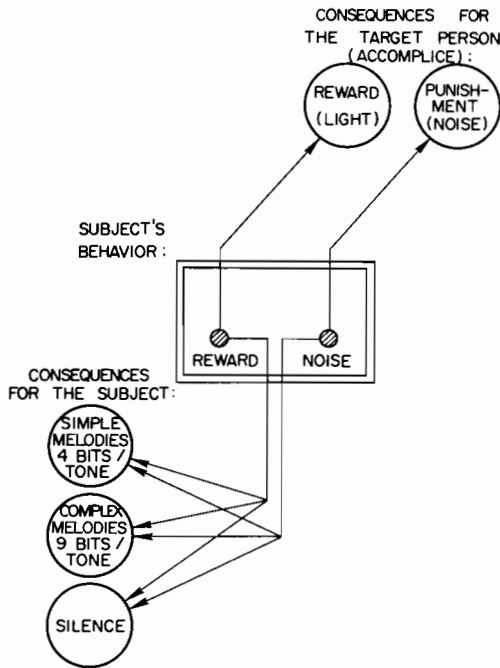 CONSEQUENCES FOR
THE TARGET PERSON
(ACCOMPLICE):
REWARD
(LIGHT)
PUNISH-
MENT
(NOISE)
SUBJECT'S
BEHAVIOR:
REWARD
NOISE
CONSEQUENCES
FOR THE SUBJECT:
SIMPLE
MELODIES
4 BITS /
TONE
COMPLEX
MELODIES
9 BITS /
TONE
SILENCE